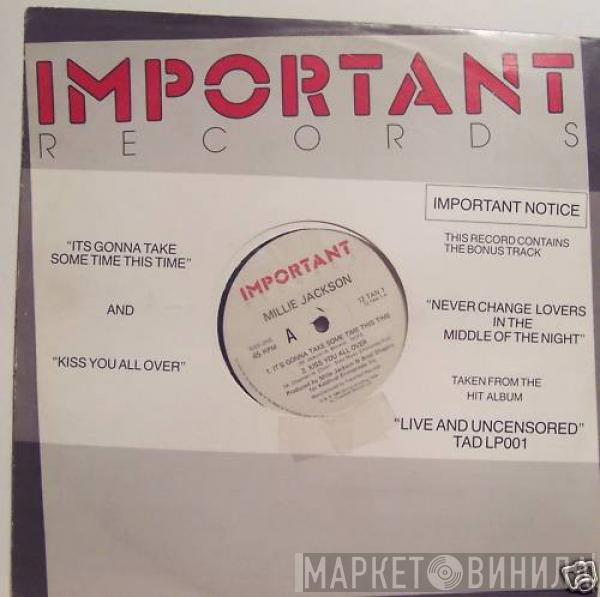 IMPORTANT
RECORDS
IMPORTANT NOTICE
"ITS GONNA TAKE
SOME TIME THIS TIME"
AND
"KISS YOU ALL OVER"
THIS RECORD CONTAINS
THE BONUS TRACK
"NEVER CHANGE LOVERS
IN THE
MIDDLE OF THE NIGHT"
TAKEN FROM THE
HIT ALBUM
"LIVE AND UNCENSORED"
TAD LP001
IMPORTANT
MILLIE JACKSON
12 TAN 1
45 RPM
A
1. IT'S GONNA TAKE SOME TIME THIS TIME
2. KISS YOU ALL OVER
Produced by Millie Jackson & Brad Shapiro
МАРКЕТ ВИНИЛА